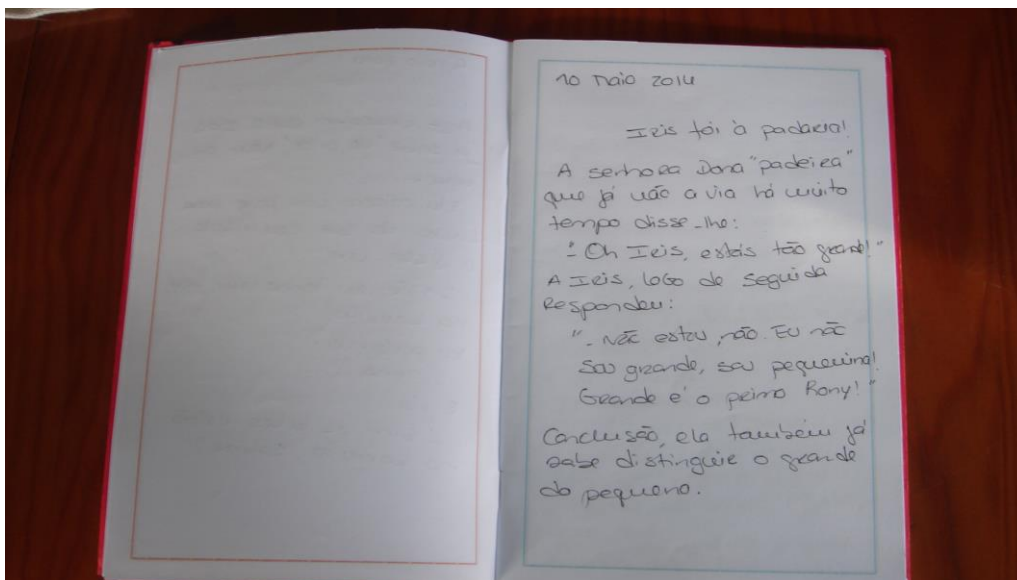 10 Maio 2014
Iris foi à padaria!
A senhora Dona "padeira"
que já não a via há muito
tempo disse-lhe:
"- Oh Iris, estás tão grande!"
A Iris, logo de seguida
respondeu:
"- Não estou, não. Eu não
sou grande, sou pequenina!
Grande é o primo Rony!"
Conclusão, ela também já
sabe distinguir o grande
do pequeno.